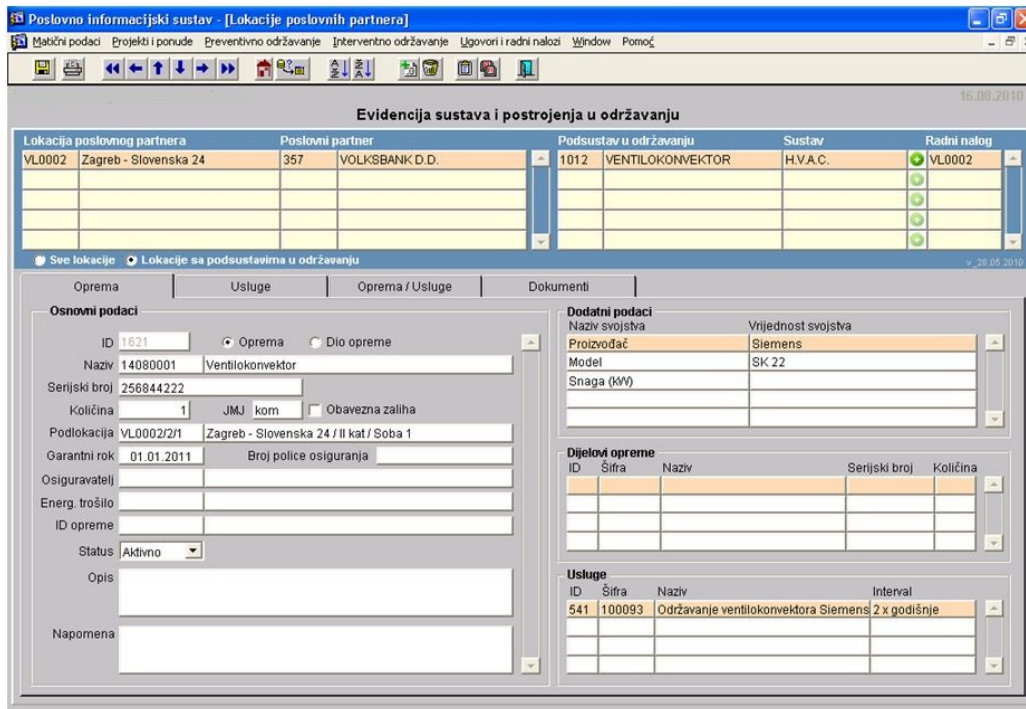 Poslovno informacijski sustav - [Lokacije poslovnih partnera]
Matični podaci Projekti i ponude Preventivno održavanje Interventno održavanje Ugovori i radni nalozi Window Pomoć
16.08.2010
Evidencija sustava i postrojenja u održavanju
Lokacija poslovnog partnera Poslovni partner Podsustav u održavanju Sustav Radni nalog
VL0002 Zagreb - Slovenska 24 357 VOLKSBANK D.D. 1012 VENTILOKONVEKTOR H.V.A.C. VL0002
Sve lokacije Lokacije sa podsustavima u održavanju v_28.05.2010
Oprema Usluge Oprema / Usluge Dokumenti
Osnovni podaci
ID 1621 Oprema Dio opreme
Naziv 14080001 Ventilokonvektor
Serijski broj 256844222
Količina 1 JMJ kom Obavezna zaliha
Podlokacija VL0002/2/1 Zagreb - Slovenska 24 / II kat / Soba 1
Garantni rok 01.01.2011 Broj police osiguranja
Osiguravatelj
Energ. trošilo
ID opreme
Status Aktivno
Opis
Napomena
Dodatni podaci
Naziv svojstva Vrijednost svojstva
Proizvođač Siemens
Model SK 22
Snaga (kW)
Dijelovi opreme
ID Šifra Naziv Serijski broj Količina
Usluge
ID Šifra Naziv Interval
541 100093 Održavanje ventilokonvektora Siemens 2 x godišnje